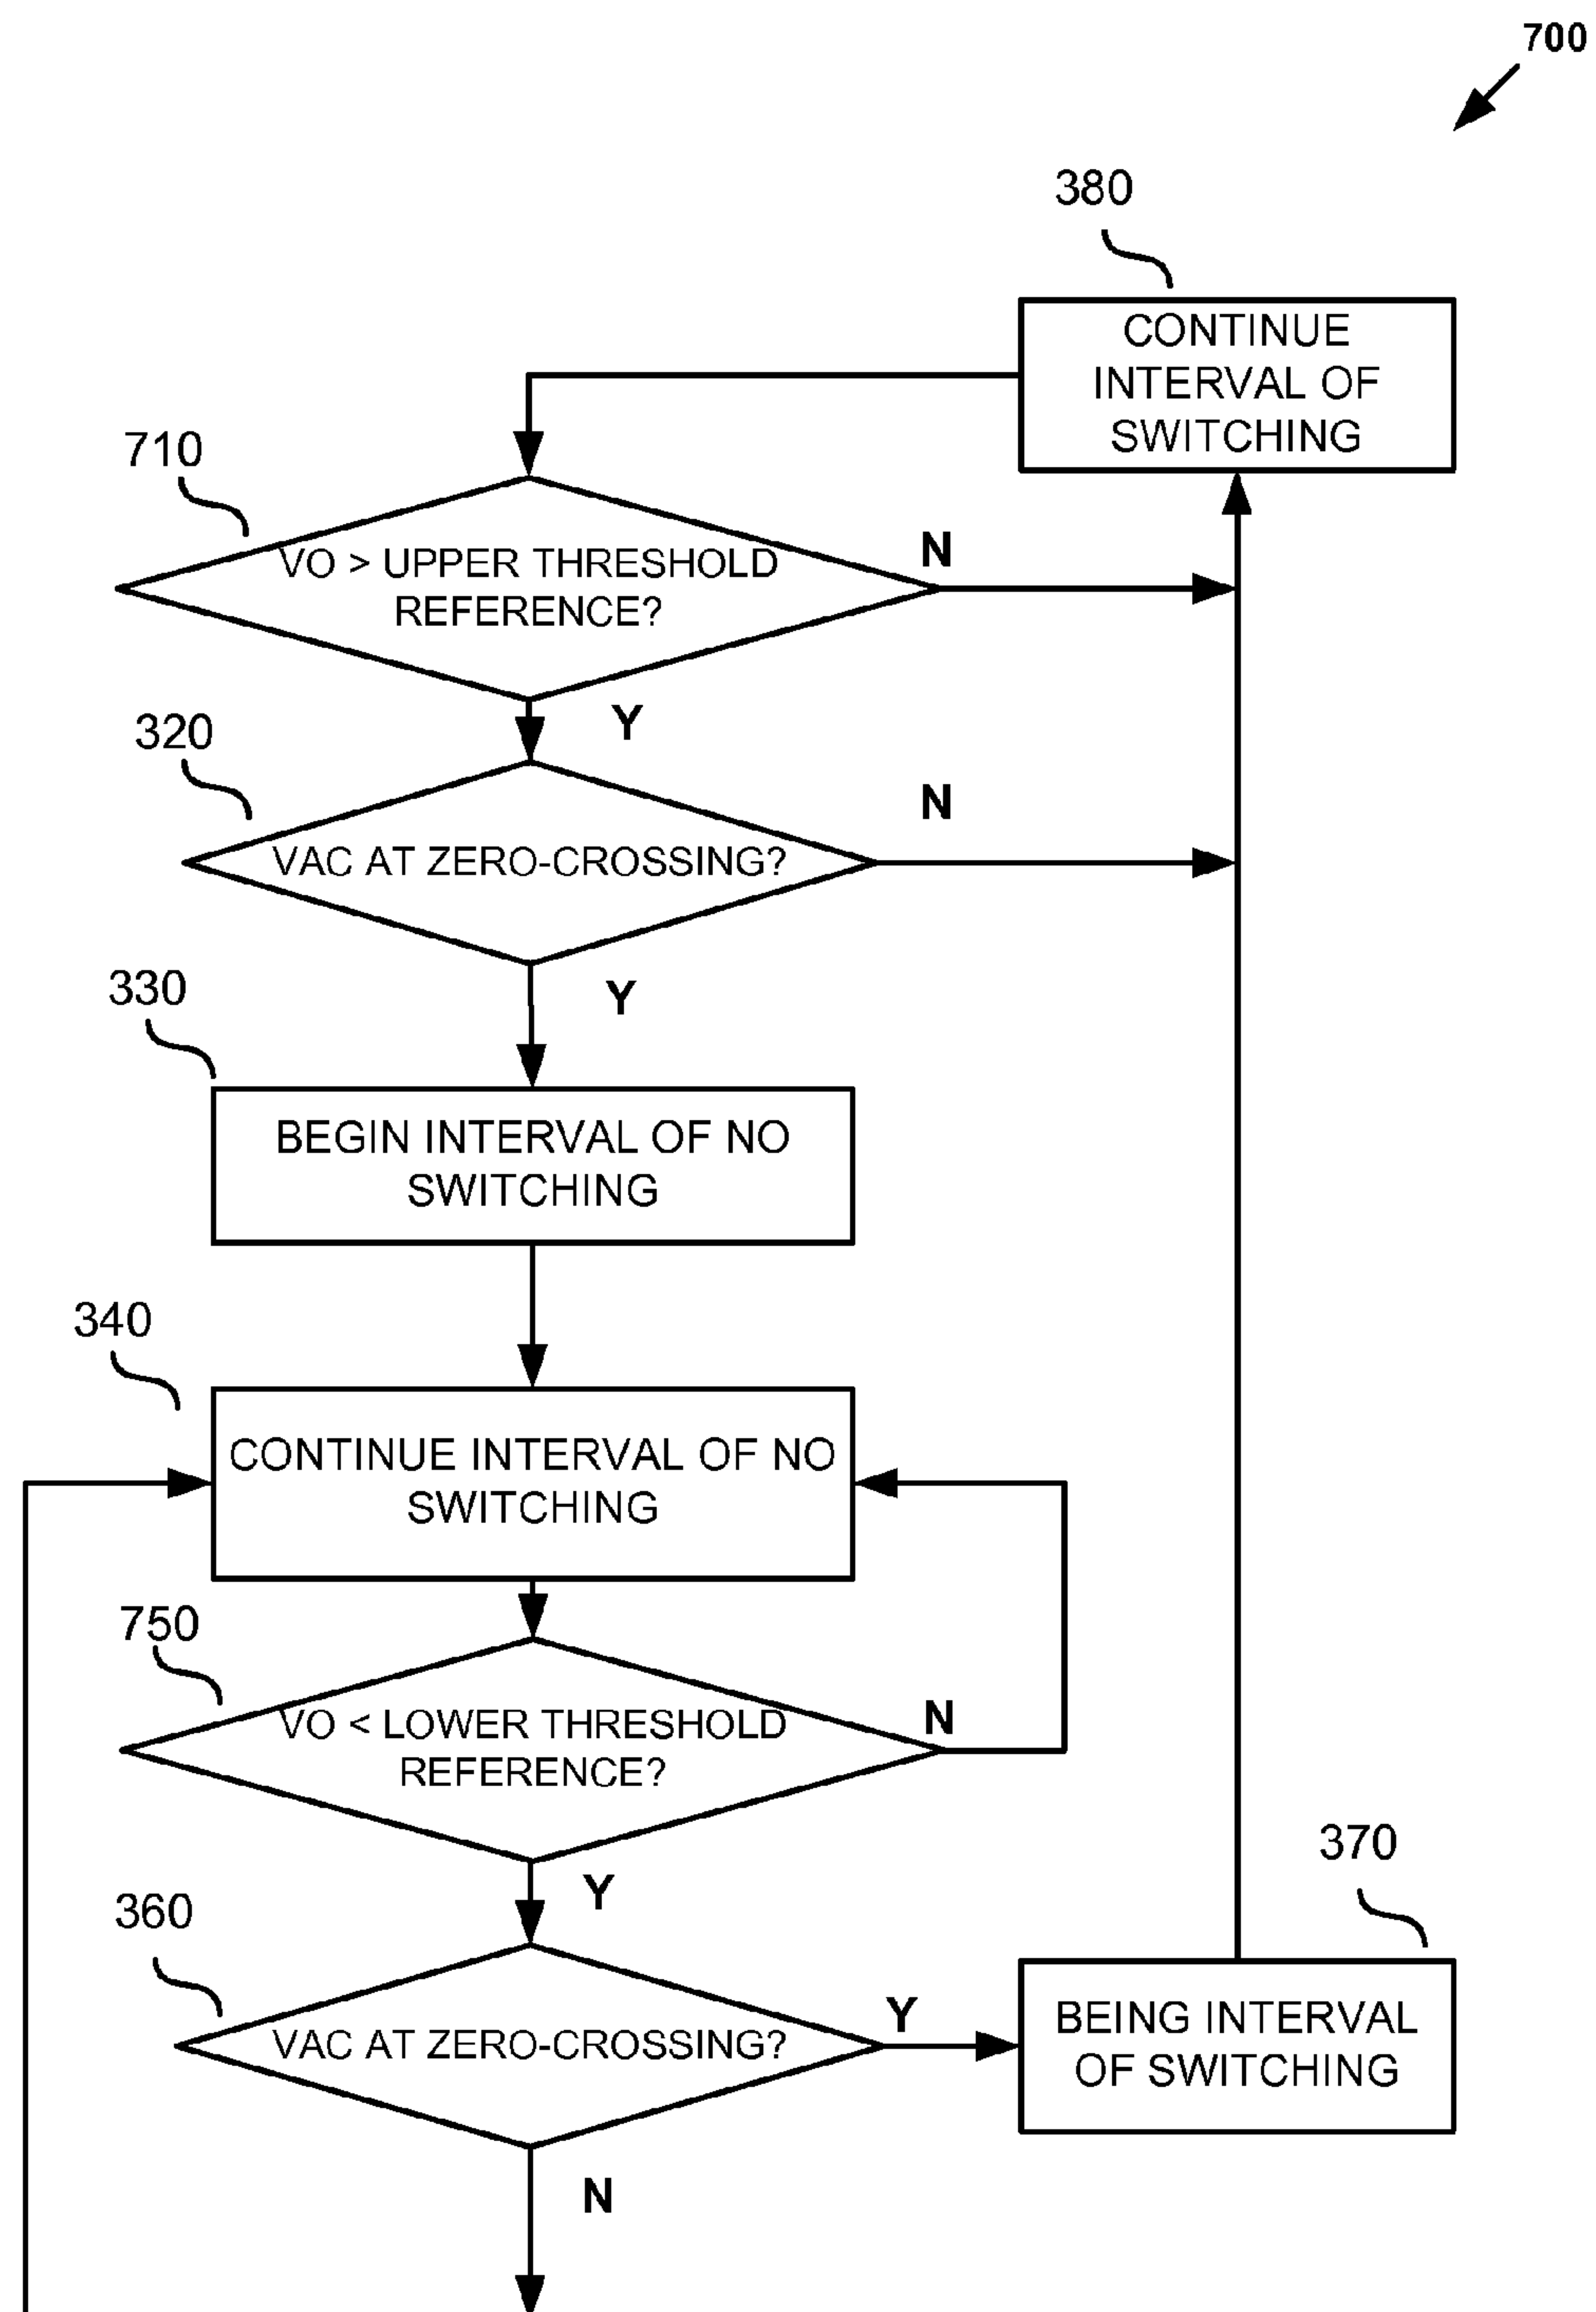 700
380
CONTINUE
INTERVAL OF
SWITCHING
710
VO > UPPER THRESHOLD
REFERENCE?
N
Y
320
VAC AT ZERO-CROSSING?
N
Y
330
BEGIN INTERVAL OF NO
SWITCHING
340
CONTINUE INTERVAL OF NO
SWITCHING
750
VO < LOWER THRESHOLD
REFERENCE?
N
Y
360
VAC AT ZERO-CROSSING?
Y
N
370
BEING INTERVAL
OF SWITCHING